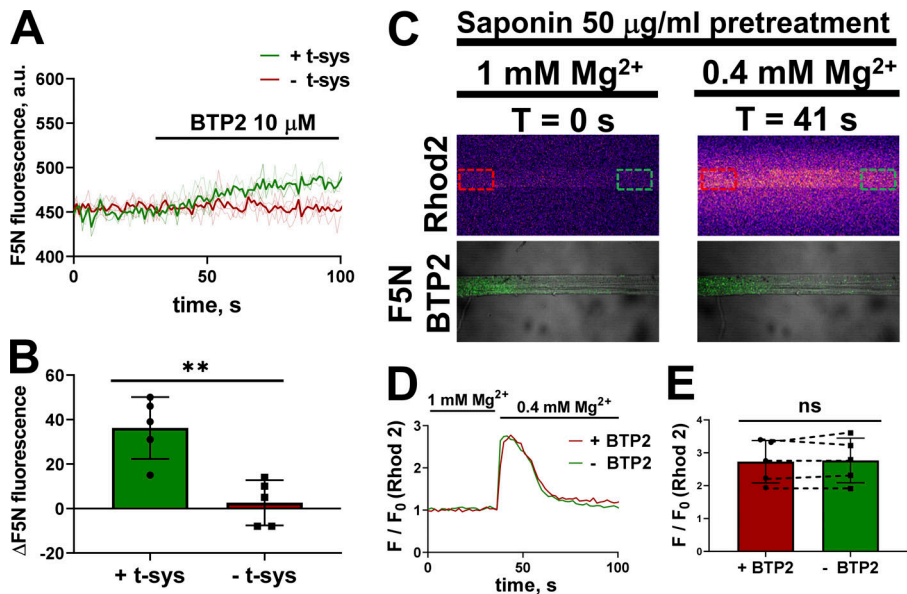 A
+ t-sys
- t-sys
F5N fluorescence, a.u.
600
550
500
450
400
BTP2 10 μM
0
50
100
time, s
B
ΔF5N fluorescence
60
40
20
0
-20
**
+ t-sys
- t-sys
C
Saponin 50 μg/ml pretreatment
1 mM Mg²⁺
0.4 mM Mg²⁺
T = 0 s
T = 41 s
Rhod2
F5N
BTP2
D
1 mM Mg²⁺
0.4 mM Mg²⁺
F / F₀ (Rhod 2)
4
3
2
1
0
+ BTP2
- BTP2
0
50
100
time, s
E
ns
F / F₀ (Rhod 2)
4
3
2
1
0
+ BTP2
- BTP2